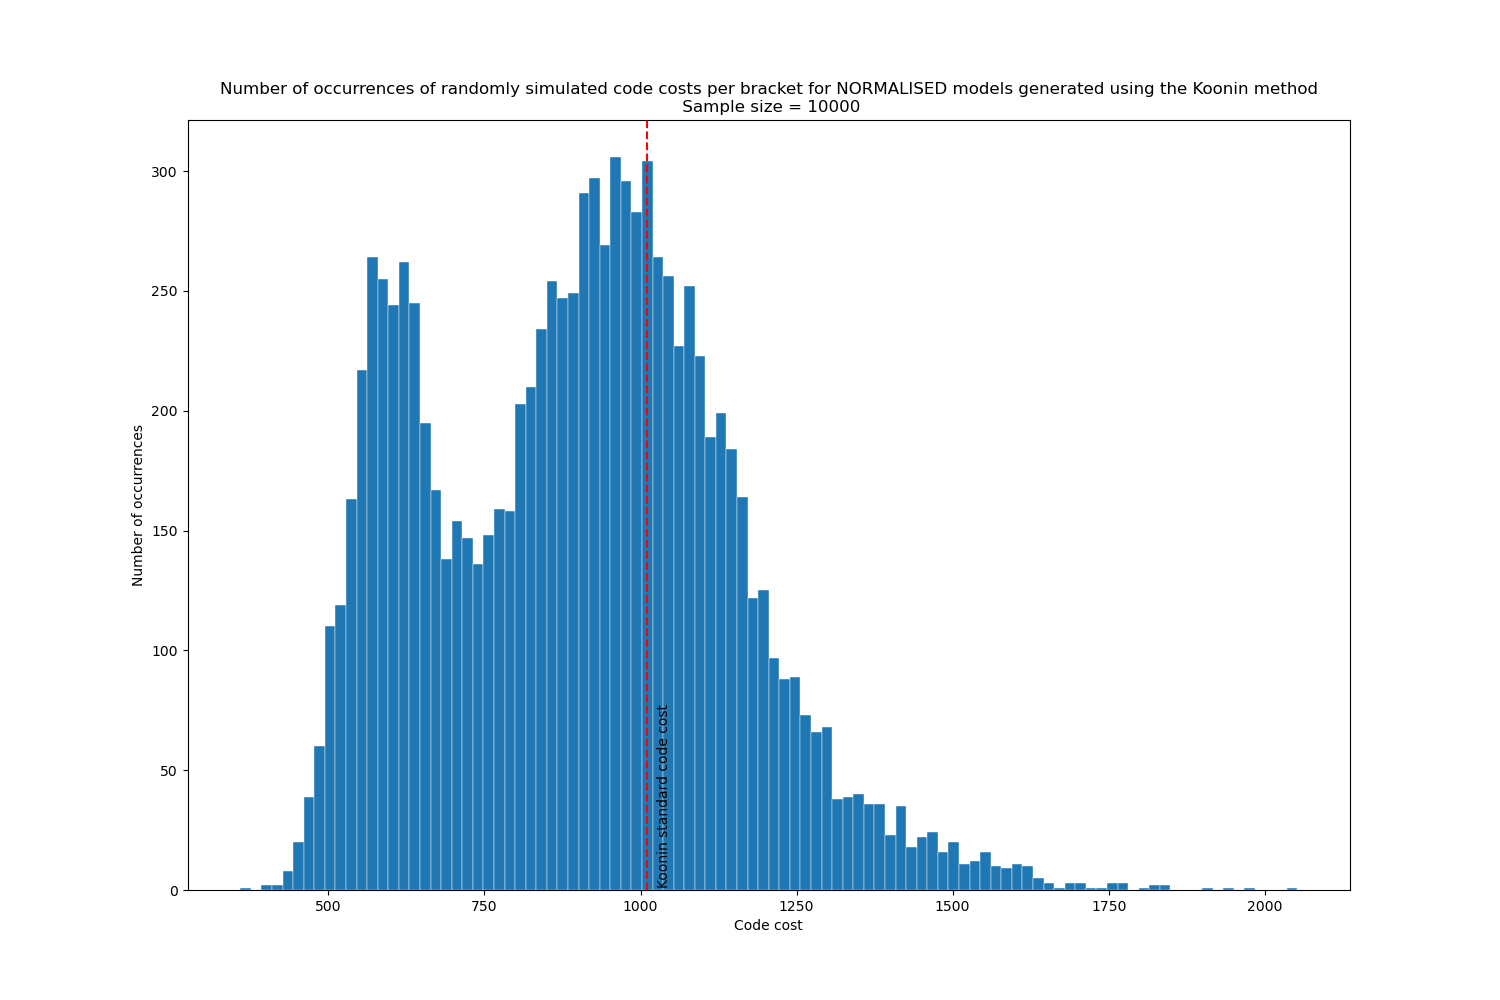 Number of occurrences of randomly simulated code costs per bracket for NORMALISED models generated using the Koonin method
Sample size = 10000
Number of occurrences
300
250
200
150
100
50
0
Koonin standard code cost
500
750
1000
1250
1500
1750
2000
Code cost